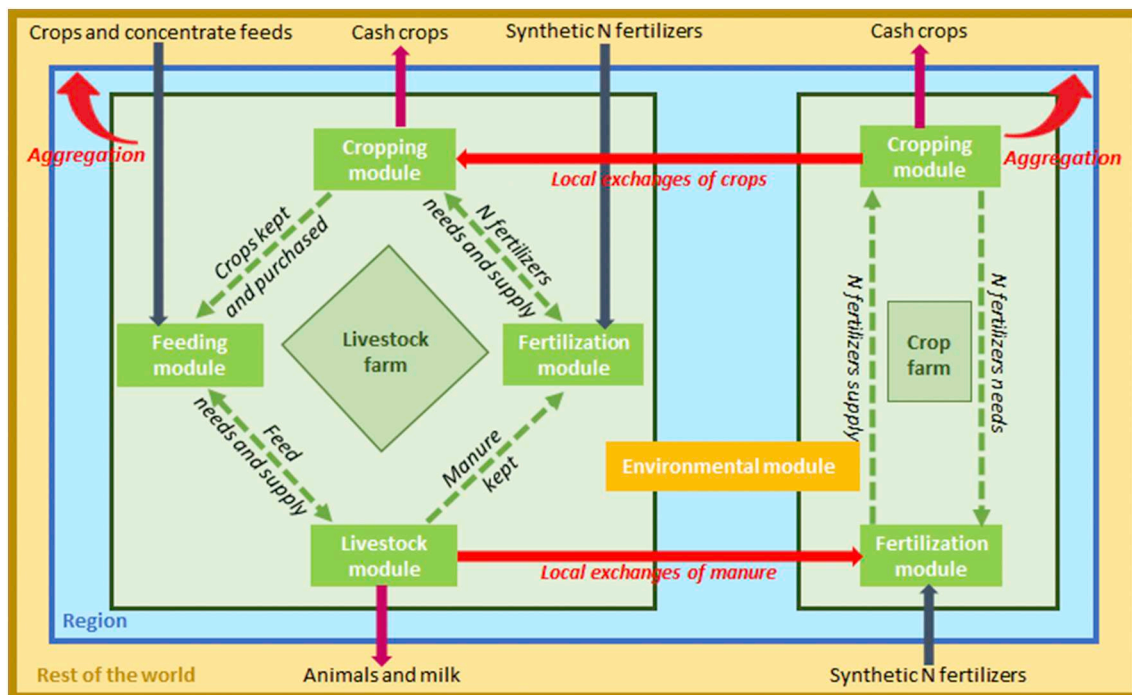 Crops and concentrate feeds
Cash crops
Synthetic N fertilizers
Cash crops
Aggregation
Cropping
module
Local exchanges of crops
Cropping
module
Aggregation
Crops kept
and purchased
N fertilizers
needs and supply
Feeding
module
Livestock
farm
Fertilization
module
N fertilizers supply
Crop
farm
N fertilizers needs
Feed
needs and supply
Manure
kept
Environmental module
Livestock
module
Local exchanges of manure
Fertilization
module
Region
Rest of the world
Animals and milk
Synthetic N fertilizers